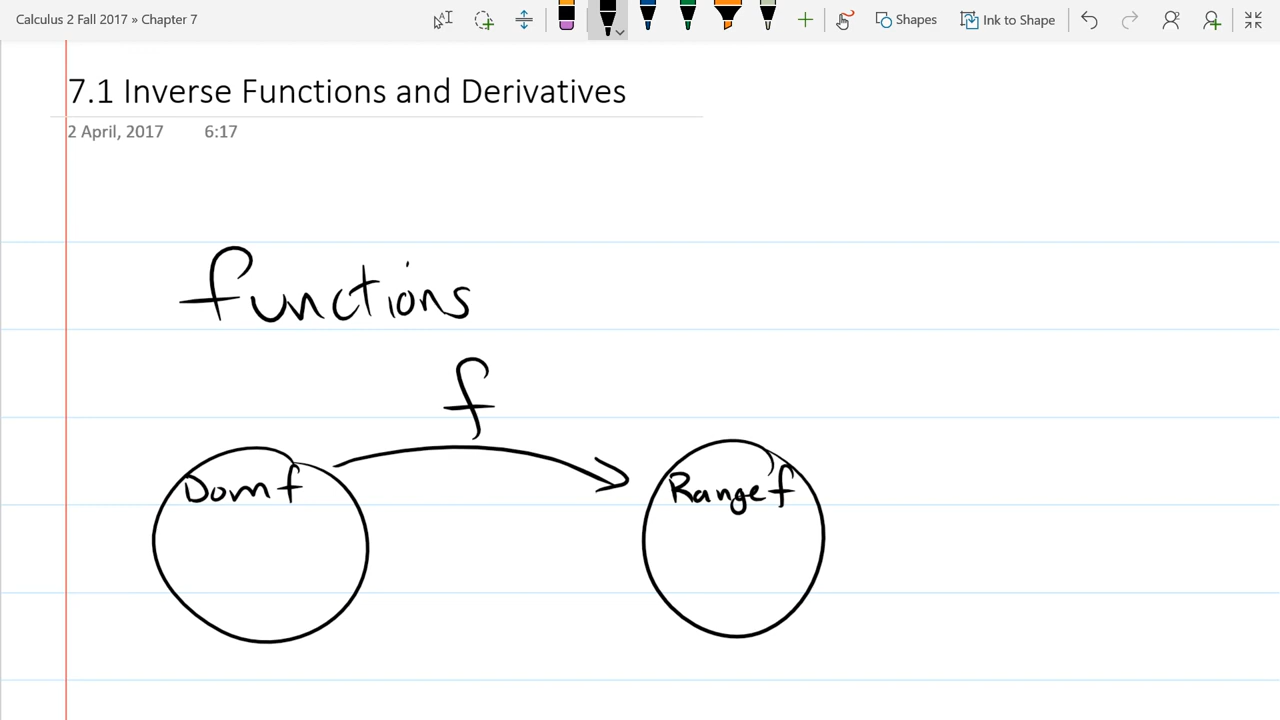 Calculus 2 Fall 2017 » Chapter 7
Shapes
Ink to Shape
7.1 Inverse Functions and Derivatives
2 April, 2017 6:17
functions
f
Dom f
Range f